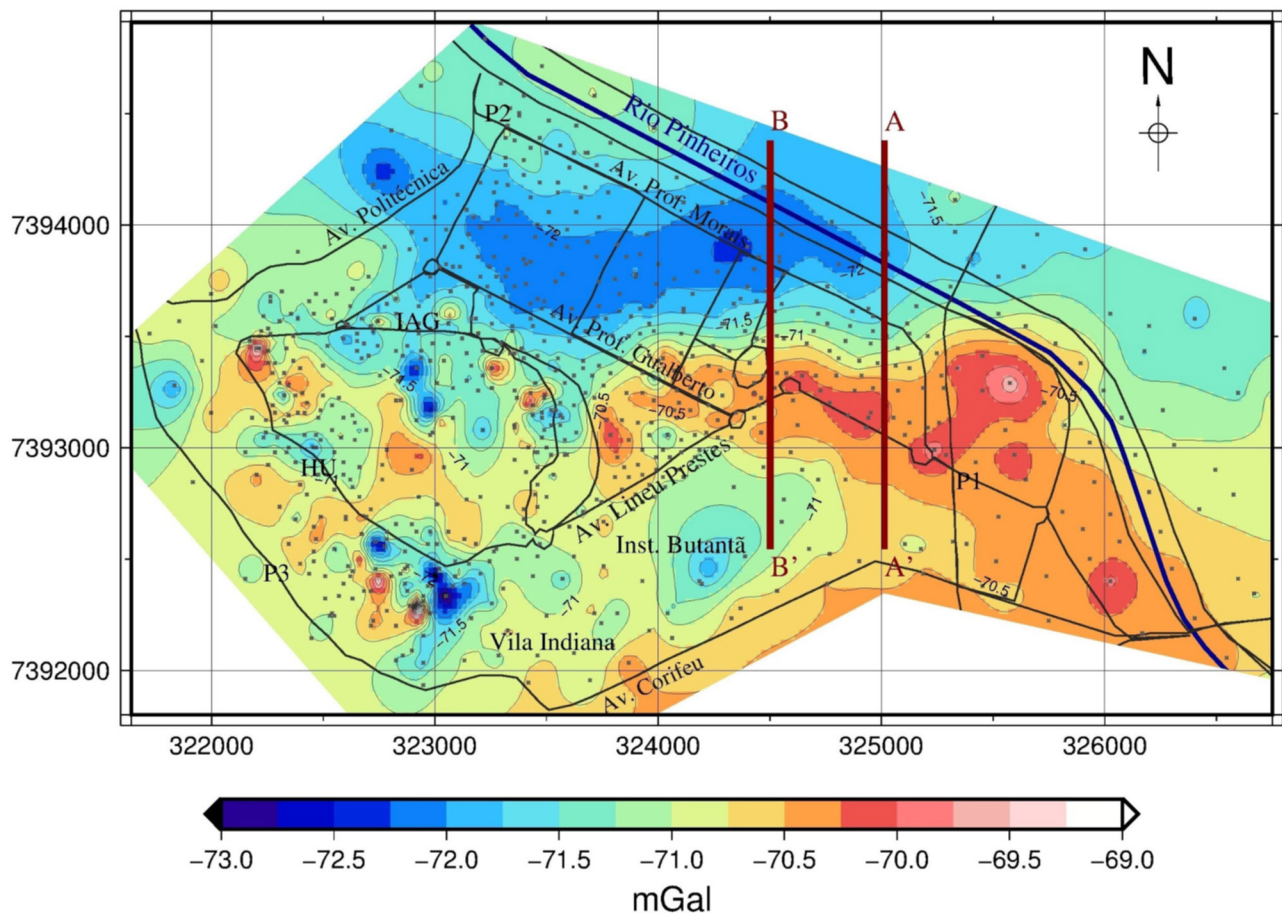 N
B
A
Rio Pinheiros
P2
-71.5
Av. Politécnica
Av. Prof. Morais
7394000
-72
-72
IAG
Av. Prof. Gualberto
-71.5
-71
-71.5
-70.5
-70.5
-70.5
7393000
HU
-71
-71
Av. Lineu Prestes
P1
-71
Inst. Butantã
P3
B'
A'
-70.5
-71
-71.5
Vila Indiana
7392000
Av. Corifeu
322000 323000 324000 325000 326000
-73.0 -72.5 -72.0 -71.5 -71.0 -70.5 -70.0 -69.5 -69.0
mGal